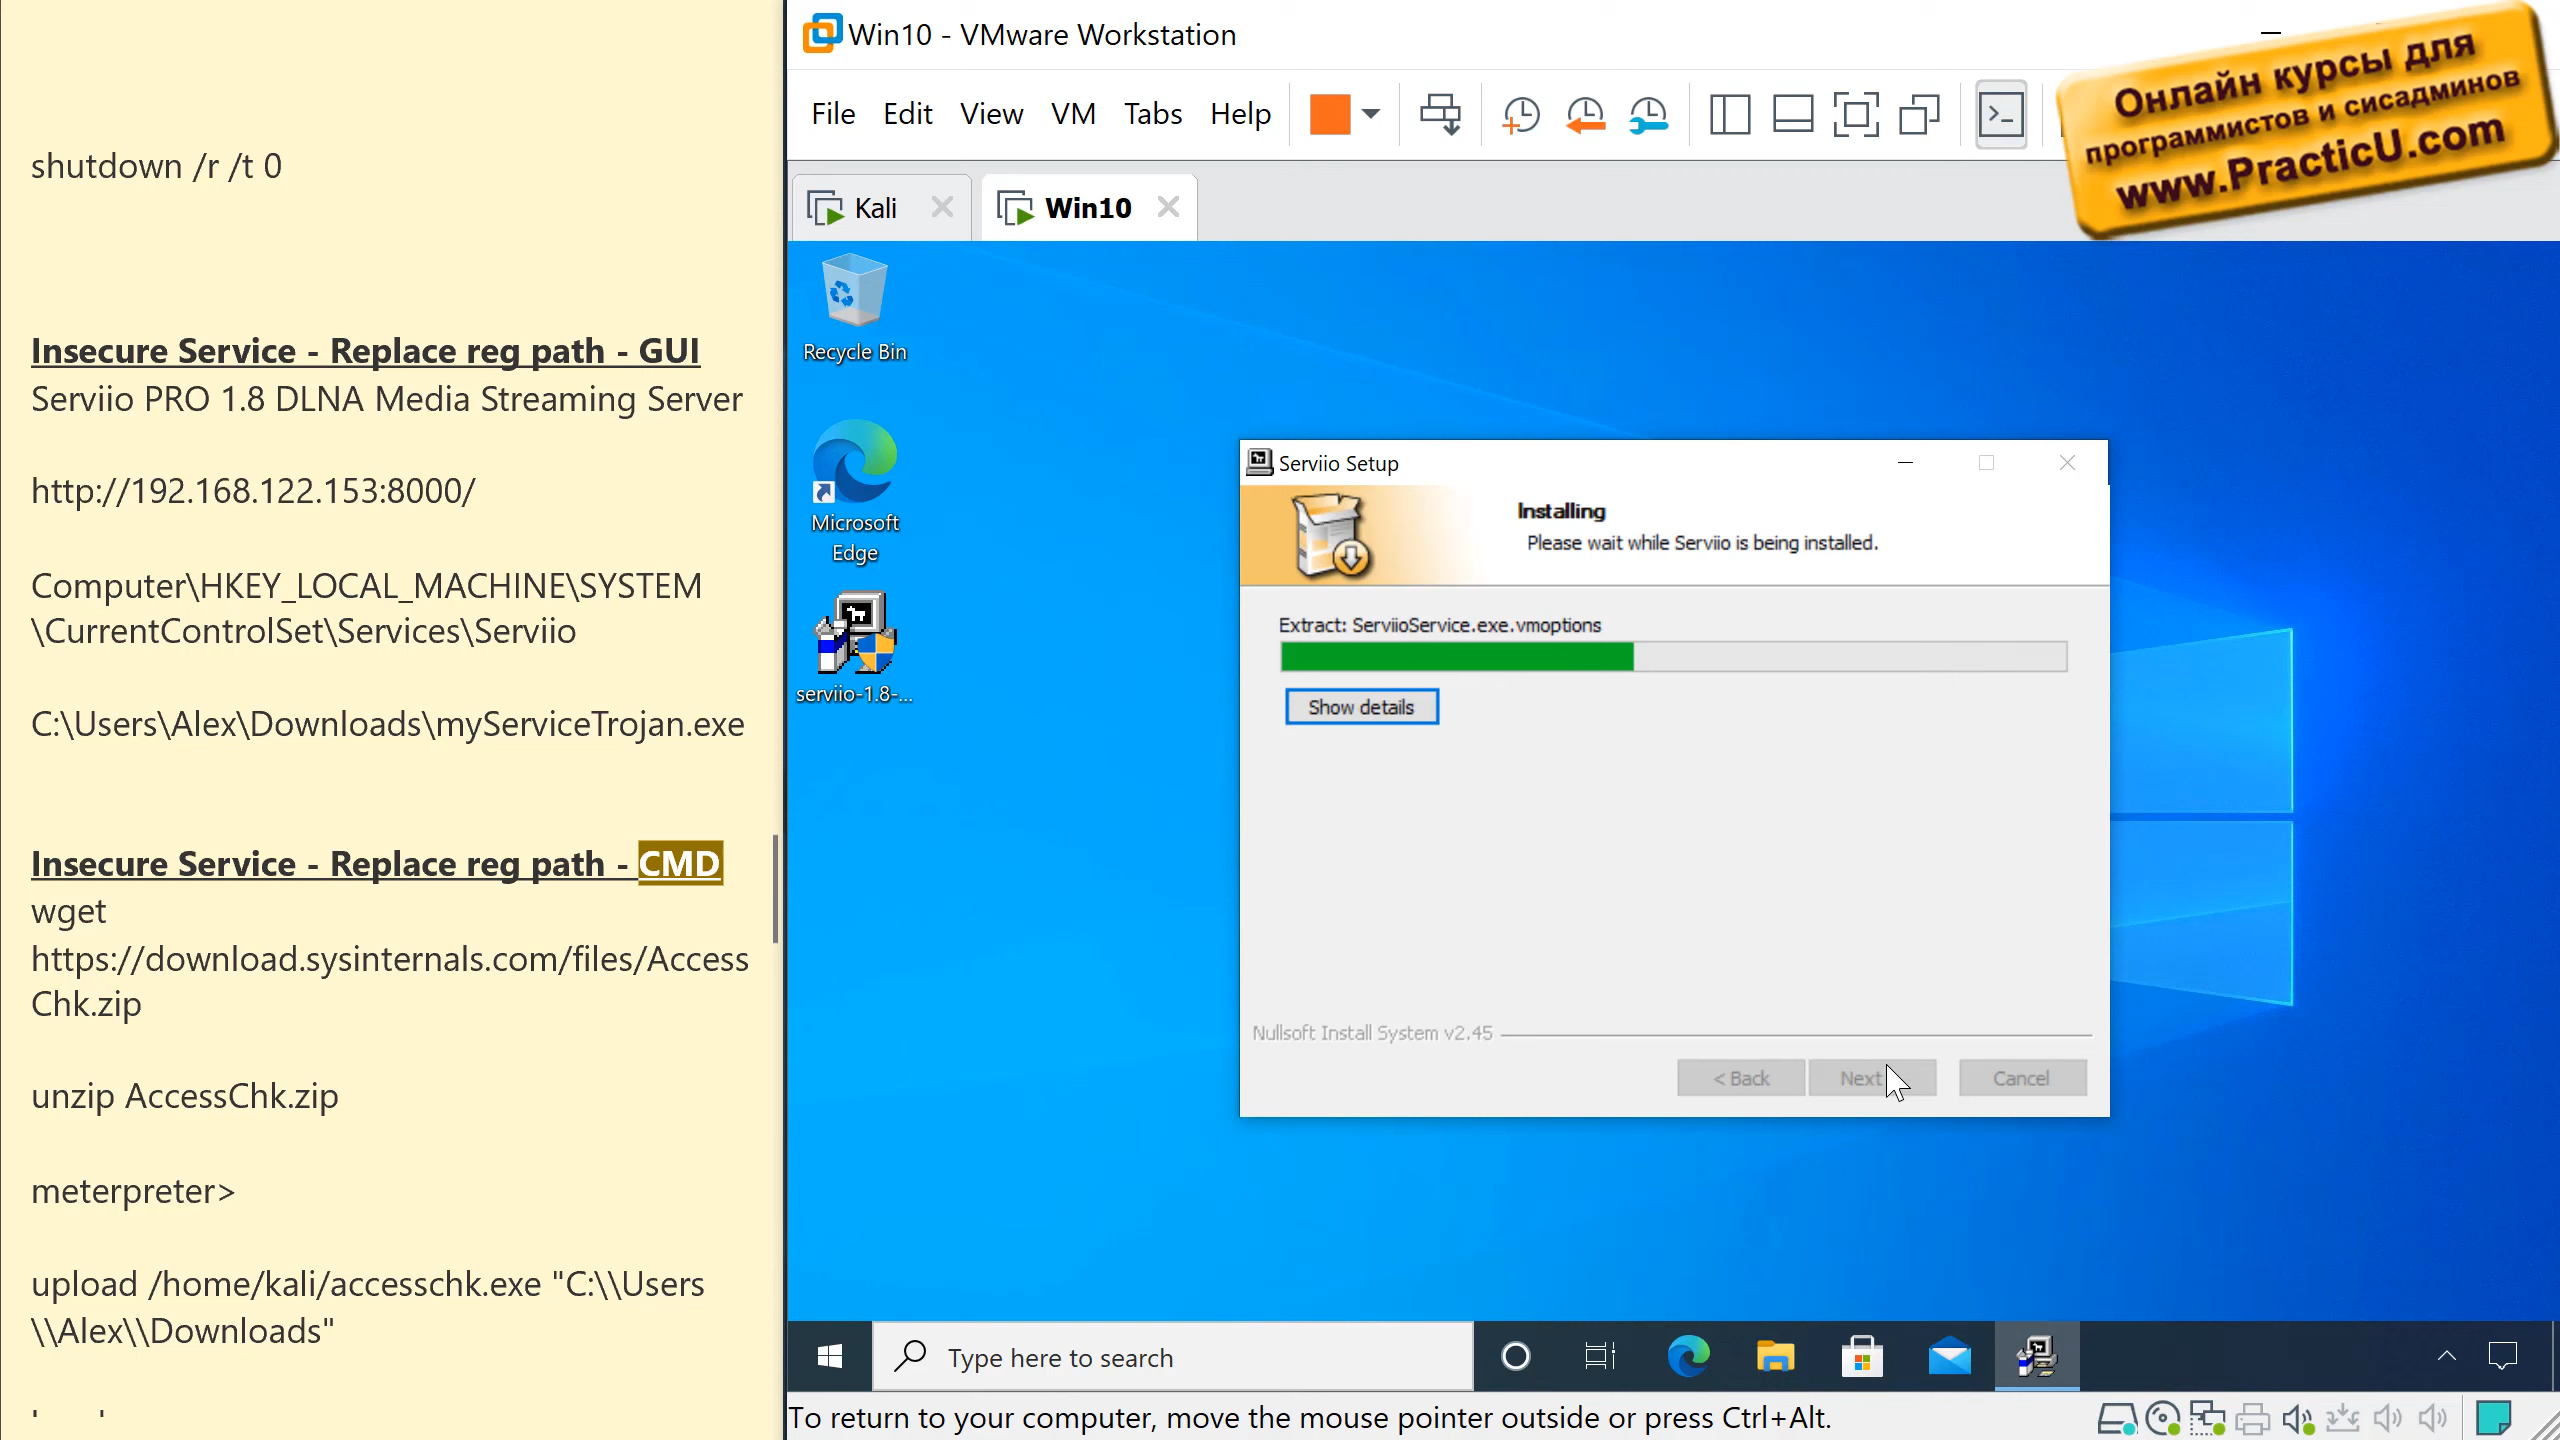 shutdown /r /t 0
Insecure Service - Replace reg path - GUI
Serviio PRO 1.8 DLNA Media Streaming Server
http://192.168.122.153:8000/
Computer\HKEY_LOCAL_MACHINE\SYSTEM
\CurrentControlSet\Services\Serviio
C:\Users\Alex\Downloads\myServiceTrojan.exe
Insecure Service - Replace reg path - CMD
wget
https://download.sysinternals.com/files/Access
Chk.zip
unzip AccessChk.zip
meterpreter>
upload /home/kali/accesschk.exe "C:\\Users
\\Alex\\Downloads"
Win10 - VMware Workstation
File Edit View VM Tabs Help
Онлайн курсы для
программистов и сисадминов
www.PracticU.com
Kali
Win10
Recycle Bin
Microsoft
Edge
serviio-1.8-...
Serviio Setup
Installing
Please wait while Serviio is being installed.
Extract: ServiioService.exe.vmoptions
Show details
Nullsoft Install System v2.45
< Back
Next
Cancel
Type here to search
To return to your computer, move the mouse pointer outside or press Ctrl+Alt.